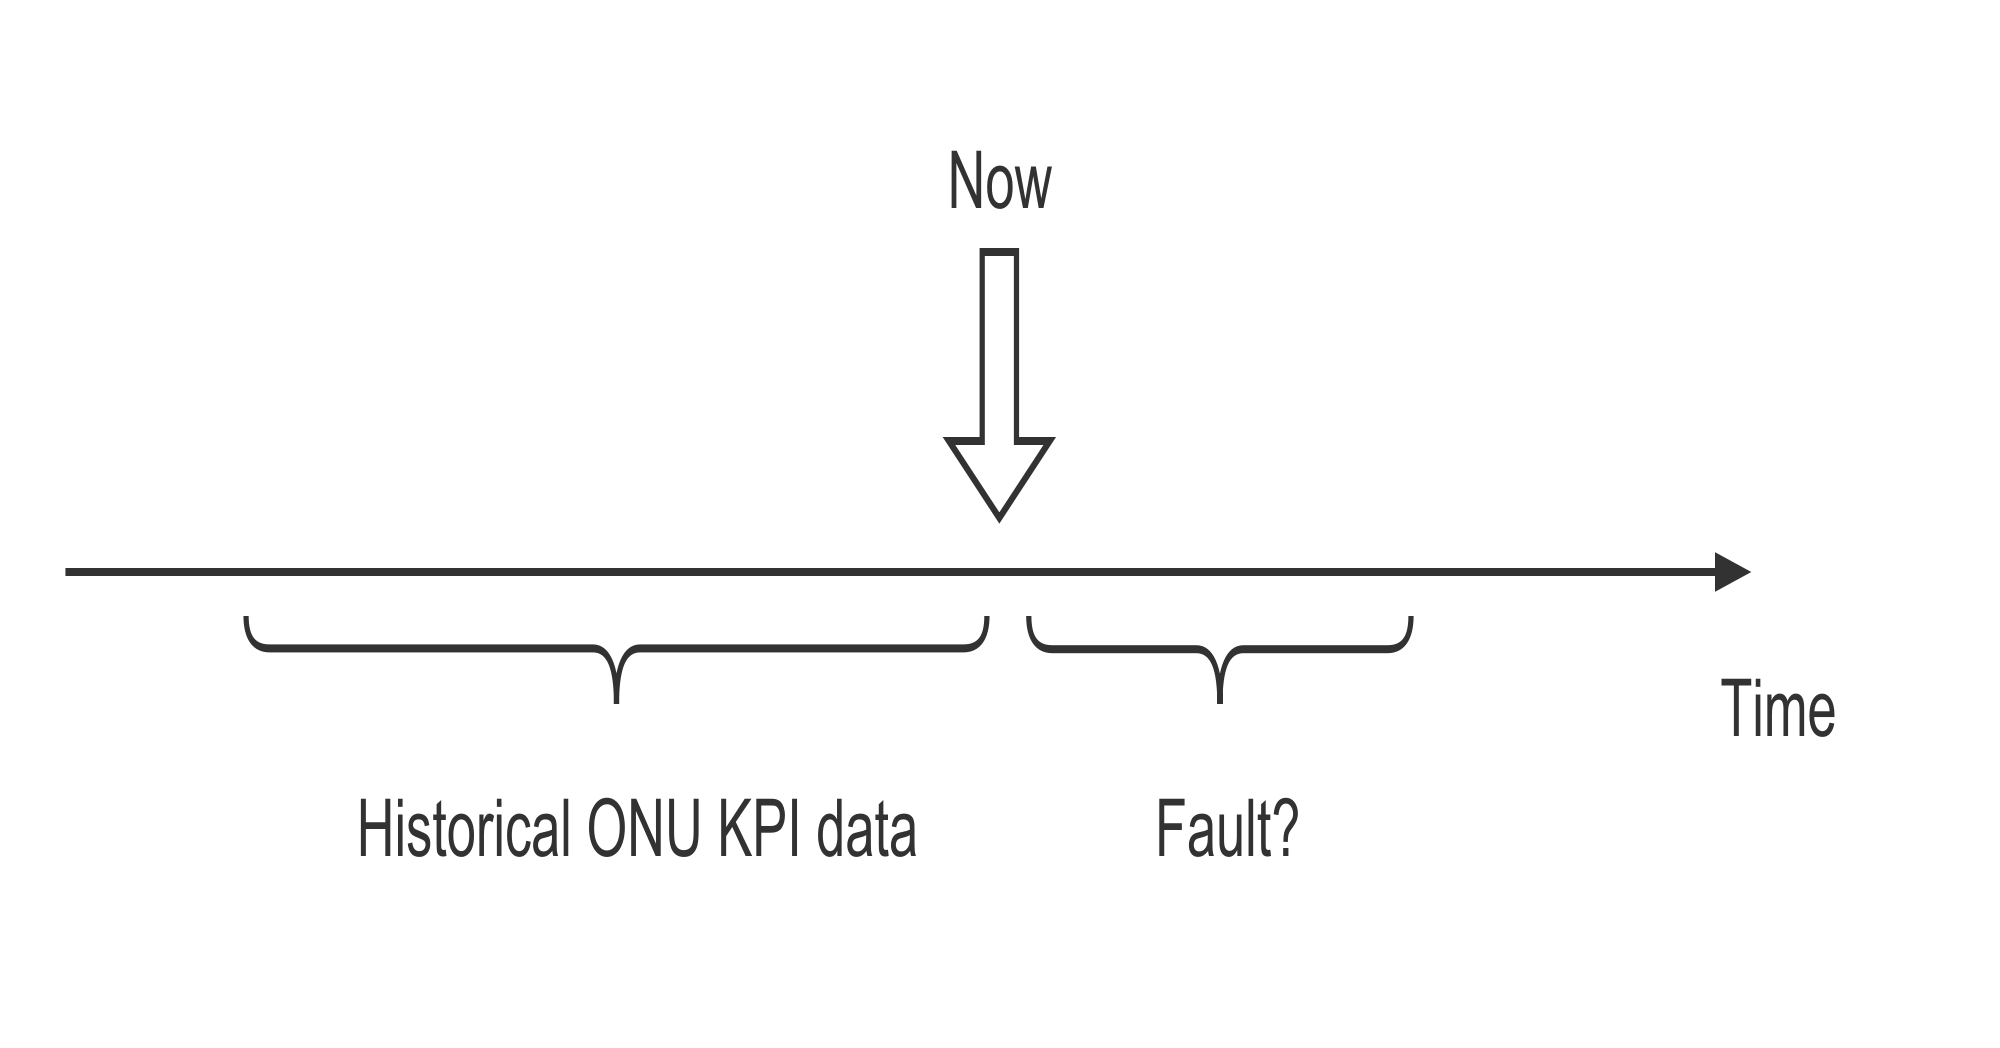 Now
Time
Historical ONU KPI data
Fault?